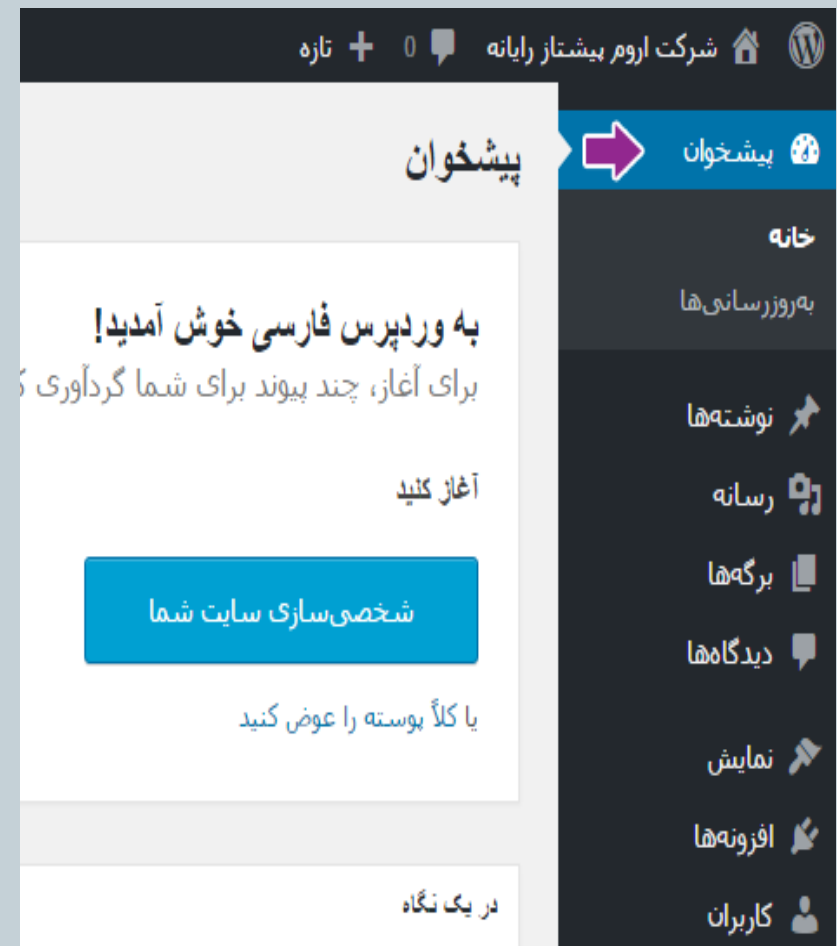 شرکت اروم پیشتاز رایانه 0 + تازه
پیشخوان
خانه
به‌روزرسانی‌ها
نوشته‌ها
رسانه
برگه‌ها
دیدگاه‌ها
نمایش
افزونه‌ها
کاربران
پیشخوان
به وردپرس فارسی خوش آمدید!
برای آغاز، چند پیوند برای شما گردآوری
آغاز کنید
شخصی‌سازی سایت شما
یا کلاً پوسته را عوض کنید
در یک نگاه